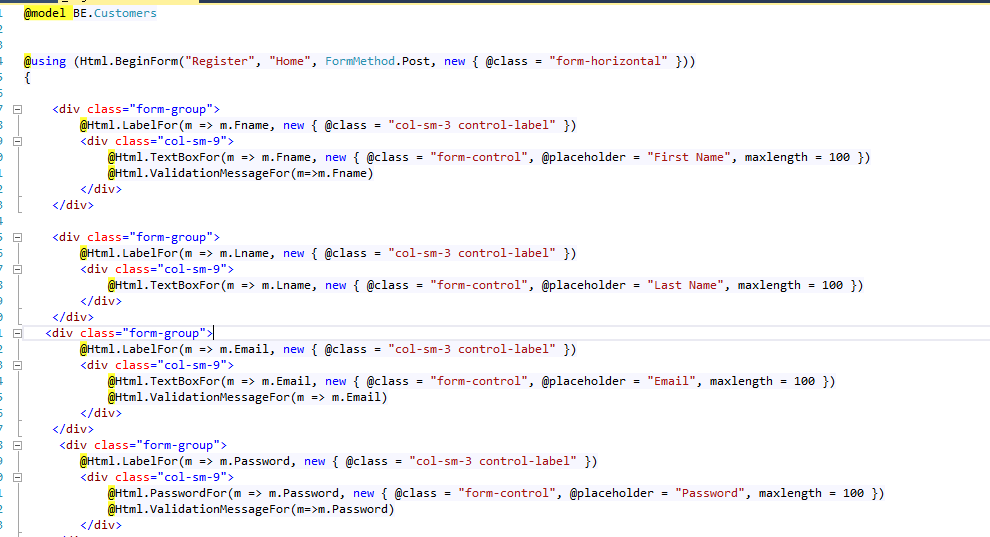 @model BE.Customers
@using (Html.BeginForm("Register", "Home", FormMethod.Post, new { @class = "form-horizontal" }))
{
<div class="form-group">
@Html.LabelFor(m => m.Fname, new { @class = "col-sm-3 control-label" })
<div class="col-sm-9">
@Html.TextBoxFor(m => m.Fname, new { @class = "form-control", @placeholder = "First Name", maxlength = 100 })
@Html.ValidationMessageFor(m=>m.Fname)
</div>
</div>
<div class="form-group">
@Html.LabelFor(m => m.Lname, new { @class = "col-sm-3 control-label" })
<div class="col-sm-9">
@Html.TextBoxFor(m => m.Lname, new { @class = "form-control", @placeholder = "Last Name", maxlength = 100 })
</div>
</div>
<div class="form-group">
@Html.LabelFor(m => m.Email, new { @class = "col-sm-3 control-label" })
<div class="col-sm-9">
@Html.TextBoxFor(m => m.Email, new { @class = "form-control", @placeholder = "Email", maxlength = 100 })
@Html.ValidationMessageFor(m => m.Email)
</div>
</div>
<div class="form-group">
@Html.LabelFor(m => m.Password, new { @class = "col-sm-3 control-label" })
<div class="col-sm-9">
@Html.PasswordFor(m => m.Password, new { @class = "form-control", @placeholder = "Password", maxlength = 100 })
@Html.ValidationMessageFor(m=>m.Password)
</div>